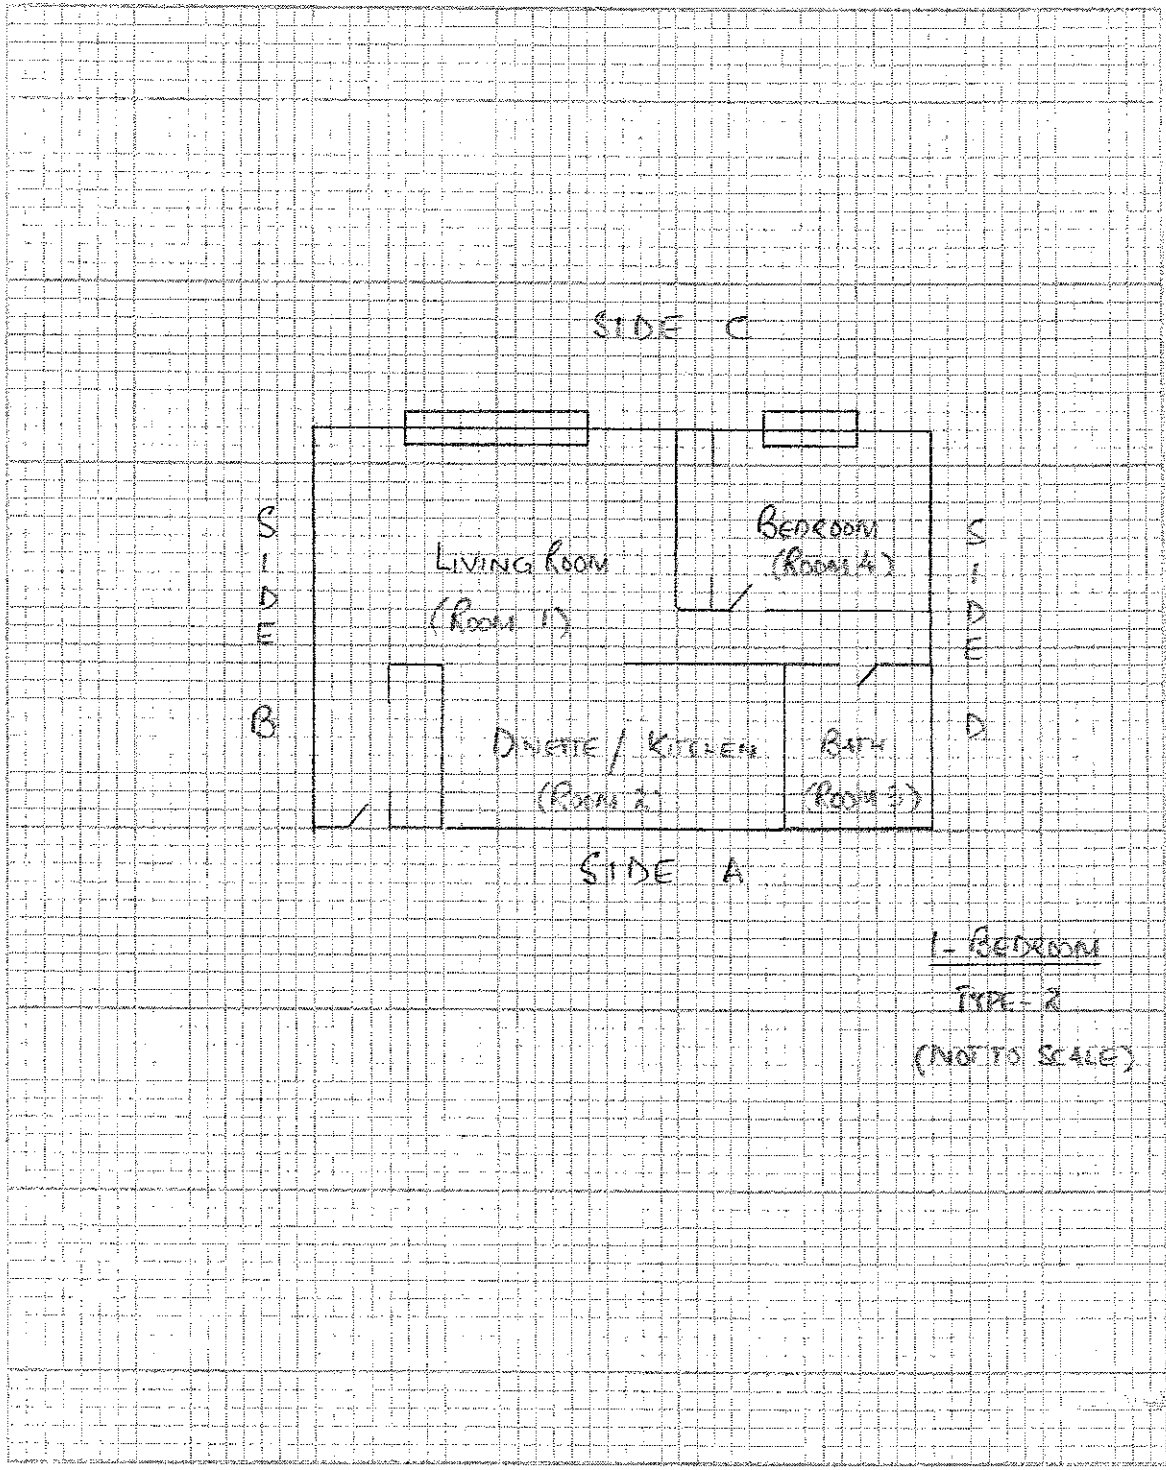 SIDE C
SIDE B
LIVING ROOM
(ROOM 1)
BEDROOM
(ROOM 4)
SIDE D
DINETTE / KITCHEN
(ROOM 2)
BATH
(ROOM 3)
SIDE A
1-BEDROOM
TYPE-2
(NOT TO SCALE)